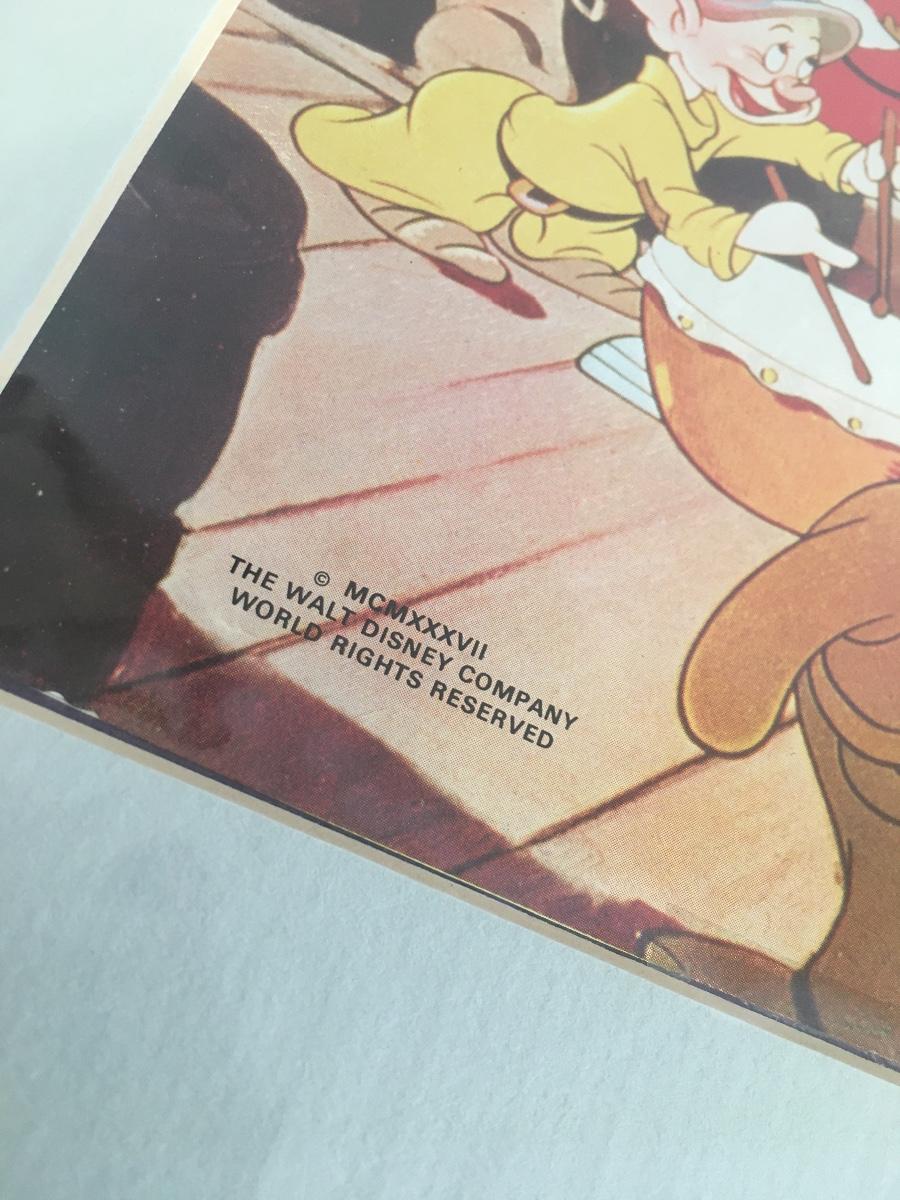 © MCMXXXVII
THE WALT DISNEY COMPANY
WORLD RIGHTS RESERVED